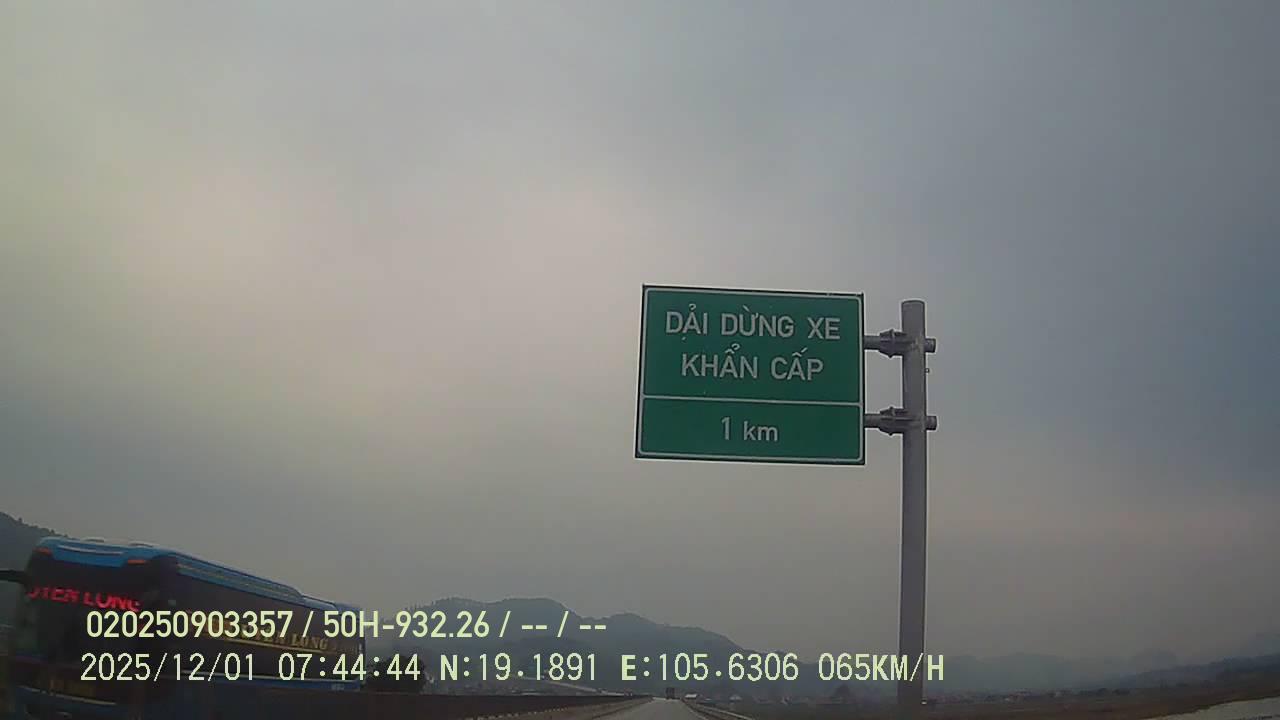 DẢI DỪNG XE
KHẨN CẤP
1 km
LONG
020250903357 / 50H-932.26 / -- / --
2025/12/01 07:44:44 N:19.1891 E:105.6306 065KM/H